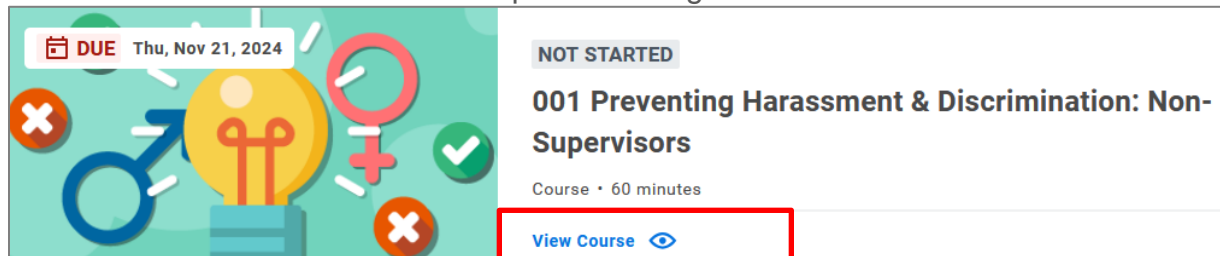 DUE Thu, Nov 21, 2024
NOT STARTED
001 Preventing Harassment & Discrimination: Non-
Supervisors
Course • 60 minutes
View Course